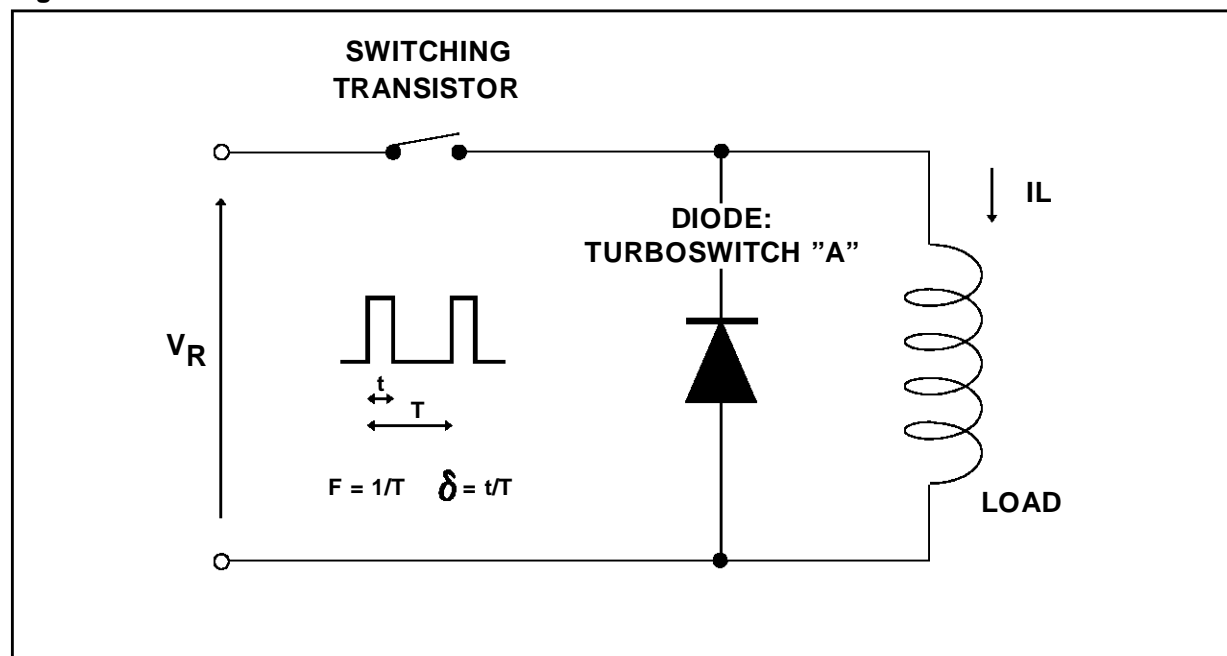 SWITCHING
TRANSISTOR
IL
DIODE:
TURBOSWITCH ”A”
VR
t
T
F = 1/T δ = t/T
LOAD